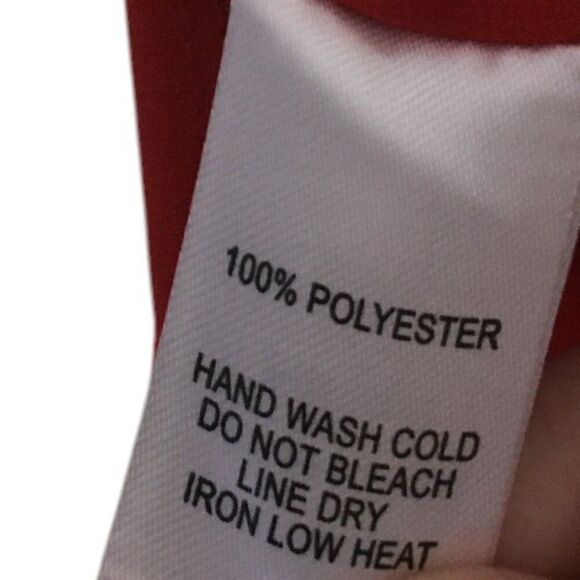 100% POLYESTER
HAND WASH COLD
DO NOT BLEACH
LINE DRY
IRON LOW HEAT